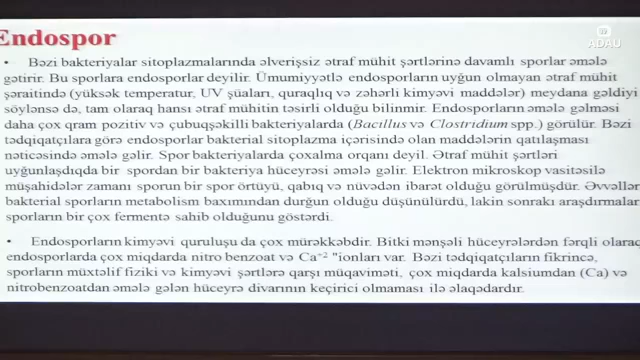 Endospor
• Bəzi bakteriyalar sitoplazmalarında əlverişsiz ətraf mühit şərtlərinə davamlı sporlar əmələ
gətirir. Bu sporlara endosporlar deyilir. Ümumiyyətlə endosporların uyğun olmayan ətraf mühit
şəraitində (yüksək temperatur, UV şüaları, quraqlıq və zəhərli kimyəvi maddələr) meydana gəldiyi
söylənsə də, tam olaraq hansı ətraf mühitin təsirli olduğu bilinmir. Endosporların əmələ gəlməsi
daha çox qram pozitiv və çubuqşəkilli bakteriyalarda (Bacillus və Clostridium spp.) görülür. Bəzi
tədqiqatçılara görə endosporlar bakterial sitoplazma içərisində olan maddələrin qatılaşması
nəticəsində əmələ gəlir. Spor bakteriyalarda çoxalma orqanı deyil. Ətraf mühit şərtləri
uyğunlaşdıqda bir spordan bir bakteriya hüceyrəsi əmələ gəlir. Elektron mikroskop vasitəsilə
müşahidələr zamanı sporun bir spor örtüyü, qabıq və nüvədən ibarət olduğu görülmüşdür. Əvvəllər
bakterial sporların metabolism baxımından durğun olduğu düşünülürdü, lakin sonrakı araşdırmalar
sporların bir çox fermentə sahib olduğunu göstərdi.
• Endosporların kimyəvi quruluşu da çox mürəkkəbdir. Bitki mənşəli hüceyrələrdən fərqli olaraq
endosporlarda çox miqdarda nitro benzoat və Ca⁺² "ionları var. Bəzi tədqiqatçıların fikrincə,
sporların müxtəlif fiziki və kimyəvi şərtlərə qarşı müqaviməti, çox miqdarda kalsiumdan (Ca) və
nitrobenzoatdan əmələ gələn hüceyrə divarının keçirici olmaması ilə əlaqədardır.
ADAU